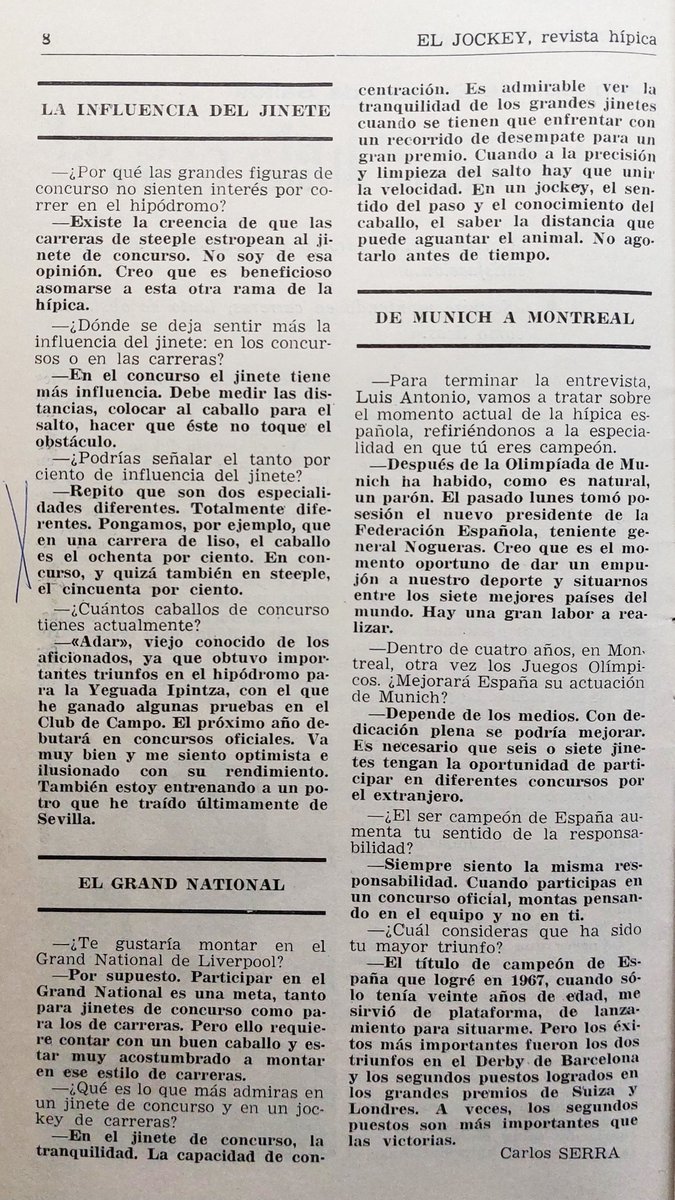 8
EL JOCKEY, revista hípica
LA INFLUENCIA DEL JINETE
—¿Por qué las grandes figuras de
concurso no sienten interés por co-
rrer en el hipódromo?
—Existe la creencia de que las
carreras de steeple estropean al ji-
nete de concurso. No soy de esa
opinión. Creo que es beneficioso
asomarse a esta otra rama de la
hípica.
—¿Dónde se deja sentir más la
influencia del jinete: en los concur-
sos o en las carreras?
—En el concurso el jinete tiene
más influencia. Debe medir las dis-
tancias, colocar al caballo para el
salto, hacer que éste no toque el
obstáculo.
—¿Podrías señalar el tanto por
ciento de influencia del jinete?
—Repito que son dos especiali-
dades diferentes. Totalmente dife-
rentes. Pongamos, por ejemplo, que
en una carrera de liso, el caballo
es el ochenta por ciento. En con-
curso, y quizá también en steeple,
el cincuenta por ciento.
—¿Cuántos caballos de concurso
tienes actualmente?
—«Adar», viejo conocido de los
aficionados, ya que obtuvo impor-
tantes triunfos en el hipódromo pa-
ra la Yeguada Ipintza, con el que
he ganado algunas pruebas en el
Club de Campo. El próximo año de-
butará en concursos oficiales. Va
muy bien y me siento optimista e
ilusionado con su rendimiento.
También estoy entrenando a un po-
tro que he traído últimamente de
Sevilla.
EL GRAND NATIONAL
—¿Te gustaría montar en el
Grand National de Liverpool?
—Por supuesto. Participar en el
Grand National es una meta, tanto
para jinetes de concurso como pa-
ra los de carreras. Pero ello requie-
re contar con un buen caballo y es-
tar muy acostumbrado a montar
en ese estilo de carreras.
—¿Qué es lo que más admiras en
un jinete de concurso y en un joc-
key de carreras?
—En el jinete de concurso, la
tranquilidad. La capacidad de con-
centración. Es admirable ver la
tranquilidad de los grandes jinetes
cuando se tienen que enfrentar con
un recorrido de desempate para un
gran premio. Cuando a la precisión
y limpieza del salto hay que unir
la velocidad. En un jockey, el sen-
tido del paso y el conocimiento del
caballo, el saber la distancia que
puede aguantar el animal. No ago-
tarlo antes de tiempo.
DE MUNICH A MONTREAL
—Para terminar la entrevista,
Luis Antonio, vamos a tratar sobre
el momento actual de la hípica es-
pañola, refiriéndonos a la especia-
lidad en que tú eres campeón.
—Después de la Olimpíada de Mu-
nich ha habido, como es natural,
un parón. El pasado lunes tomó po-
sesión el nuevo presidente de la
Federación Española, teniente ge-
neral Nogueras. Creo que es el mo-
mento oportuno de dar un empu-
jón a nuestro deporte y situarnos
entre los siete mejores países del
mundo. Hay una gran labor a rea-
lizar.
—Dentro de cuatro años, en Mon-
treal, otra vez los Juegos Olímpi-
cos. ¿Mejorará España su actuación
de Munich?
—Depende de los medios. Con de-
dicación plena se podría mejorar.
Es necesario que seis o siete jine-
tes tengan la oportunidad de parti-
cipar en diferentes concursos por
el extranjero.
—¿El ser campeón de España au-
menta tu sentido de la responsa-
bilidad?
—Siempre siento la misma res-
ponsabilidad. Cuando participas en
un concurso oficial, montas pensan-
do en el equipo y no en ti.
—¿Cuál consideras que ha sido
tu mayor triunfo?
—El título de campeón de Es-
paña que logré en 1967, cuando só-
lo tenía veinte años de edad, me
sirvió de plataforma, de lanza-
miento para situarme. Pero los éxi-
tos más importantes fueron los dos
triunfos en el Derby de Barcelona
y los segundos puestos logrados en
los grandes premios de Suiza y
Londres. A veces, los segundos
puestos son más importantes que
las victorias.
Carlos SERRA